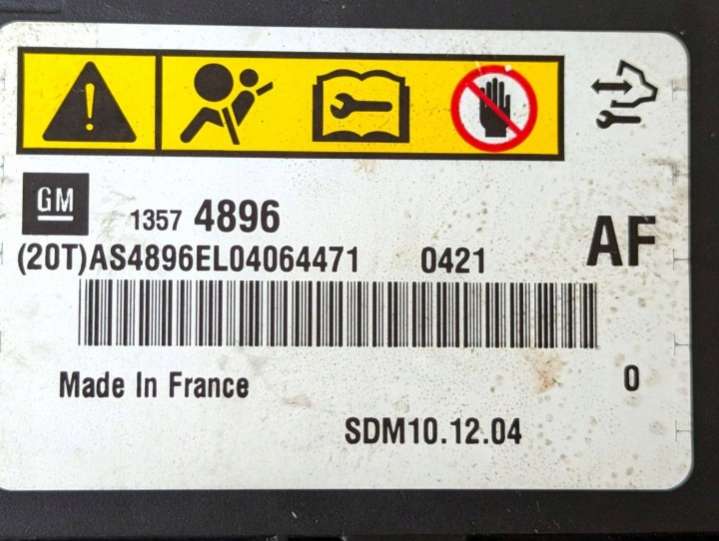 GM
1357 4896
AF
(20T)AS4896EL04064471 0421
Made In France
0
SDM10.12.04